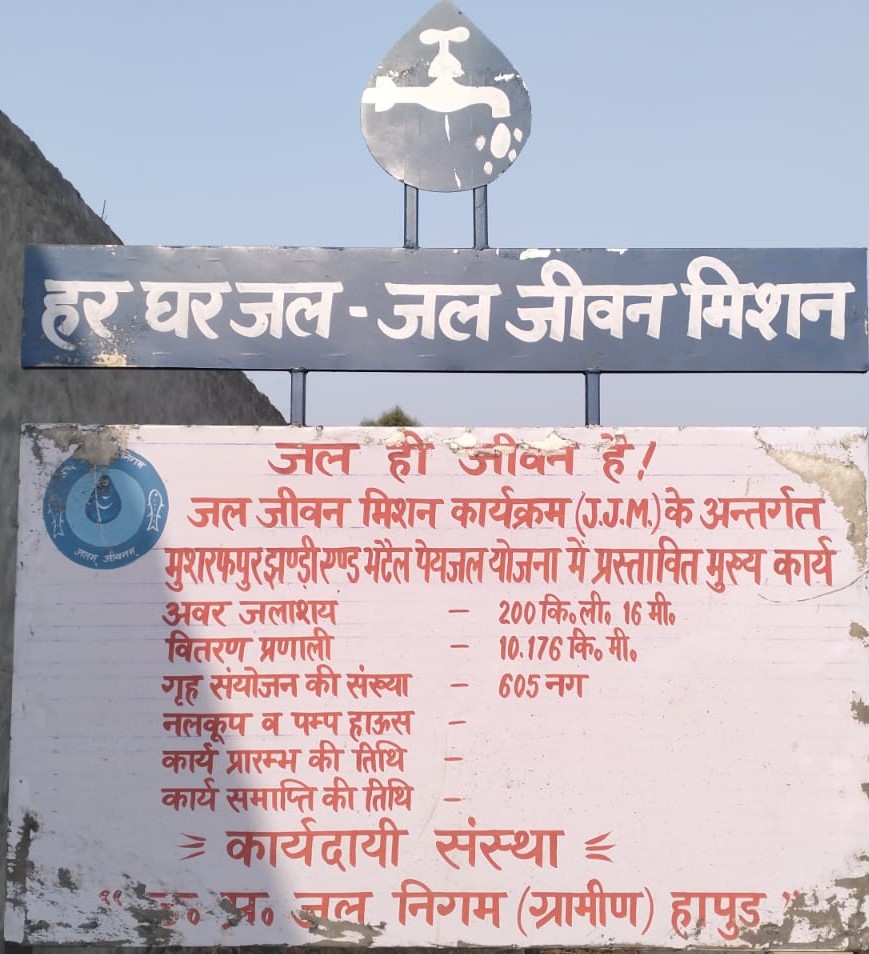 हर घर जल - जल जीवन मिशन
जल ही जीवन है!
जल जीवन मिशन कार्यक्रम (J.J.M.) के अन्तर्गत
मुशरफपुर झण्डी एण्ड भटैल पेयजल योजना में प्रस्तावित मुख्य कार्य
अवर जलाशय - 200 कि॰ली॰ 16 मी॰
वितरण प्रणाली - 10.176 कि॰ मी॰
गृह संयोजन की संख्या - 605 नग
नलकूप व पम्प हाऊस -
कार्य प्रारम्भ की तिथि -
कार्य समाप्ति की तिथि -
कार्यदायी संस्था
"उ॰ प्र॰ जल निगम (ग्रामीण) हापुड़"